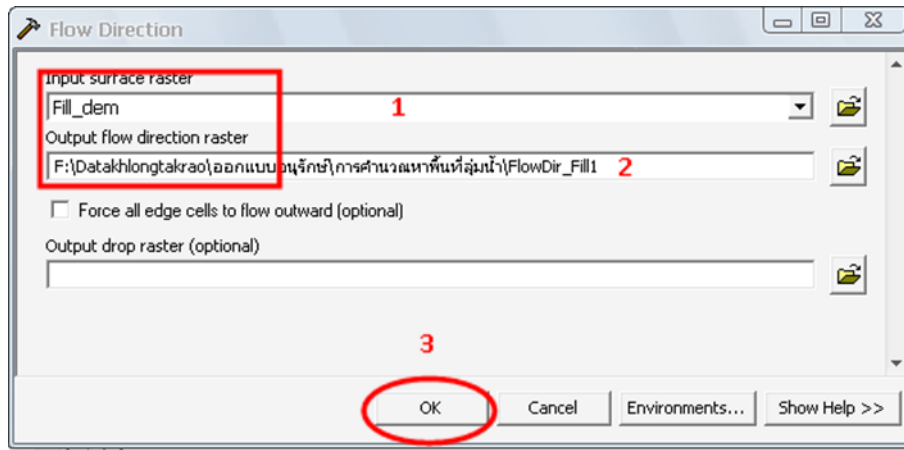 Flow Direction
Input surface raster
Fill_dem 1
Output flow direction raster
F:\Datakhlongtakrao\ออกแบบอนุรักษ์\การคำนวณหาพื้นที่ลุ่มน้ำ\FlowDir_Fill1 2
Force all edge cells to flow outward (optional)
Output drop raster (optional)
3
OK Cancel Environments... Show Help >>